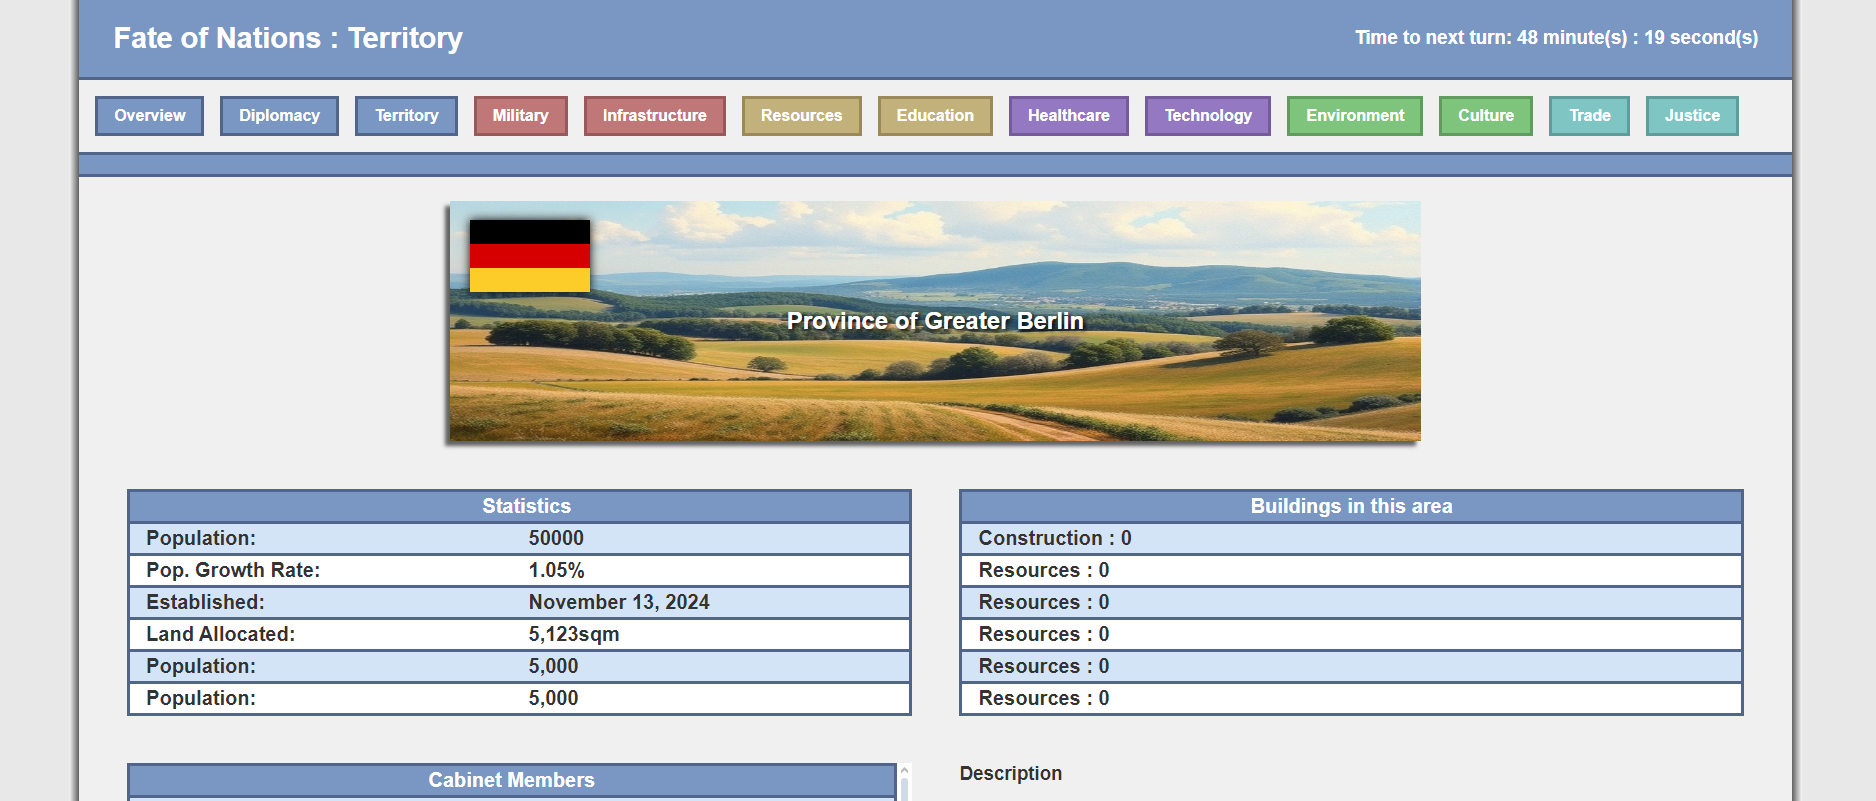 Fate of Nations : Territory
Time to next turn: 48 minute(s) : 19 second(s)
Overview Diplomacy Territory Military Infrastructure Resources Education Healthcare Technology Environment Culture Trade Justice
Province of Greater Berlin
Statistics
Population: 50000
Pop. Growth Rate: 1.05%
Established: November 13, 2024
Land Allocated: 5,123sqm
Population: 5,000
Population: 5,000
Buildings in this area
Construction : 0
Resources : 0
Resources : 0
Resources : 0
Resources : 0
Resources : 0
Cabinet Members
Description